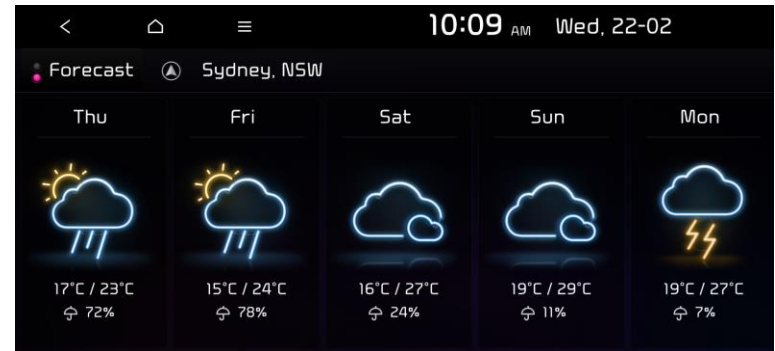 10:09 AM Wed, 22-02
Forecast Sydney, NSW
Thu Fri Sat Sun Mon
17°C / 23°C 15°C / 24°C 16°C / 27°C 19°C / 29°C 19°C / 27°C
72% 78% 24% 11% 7%